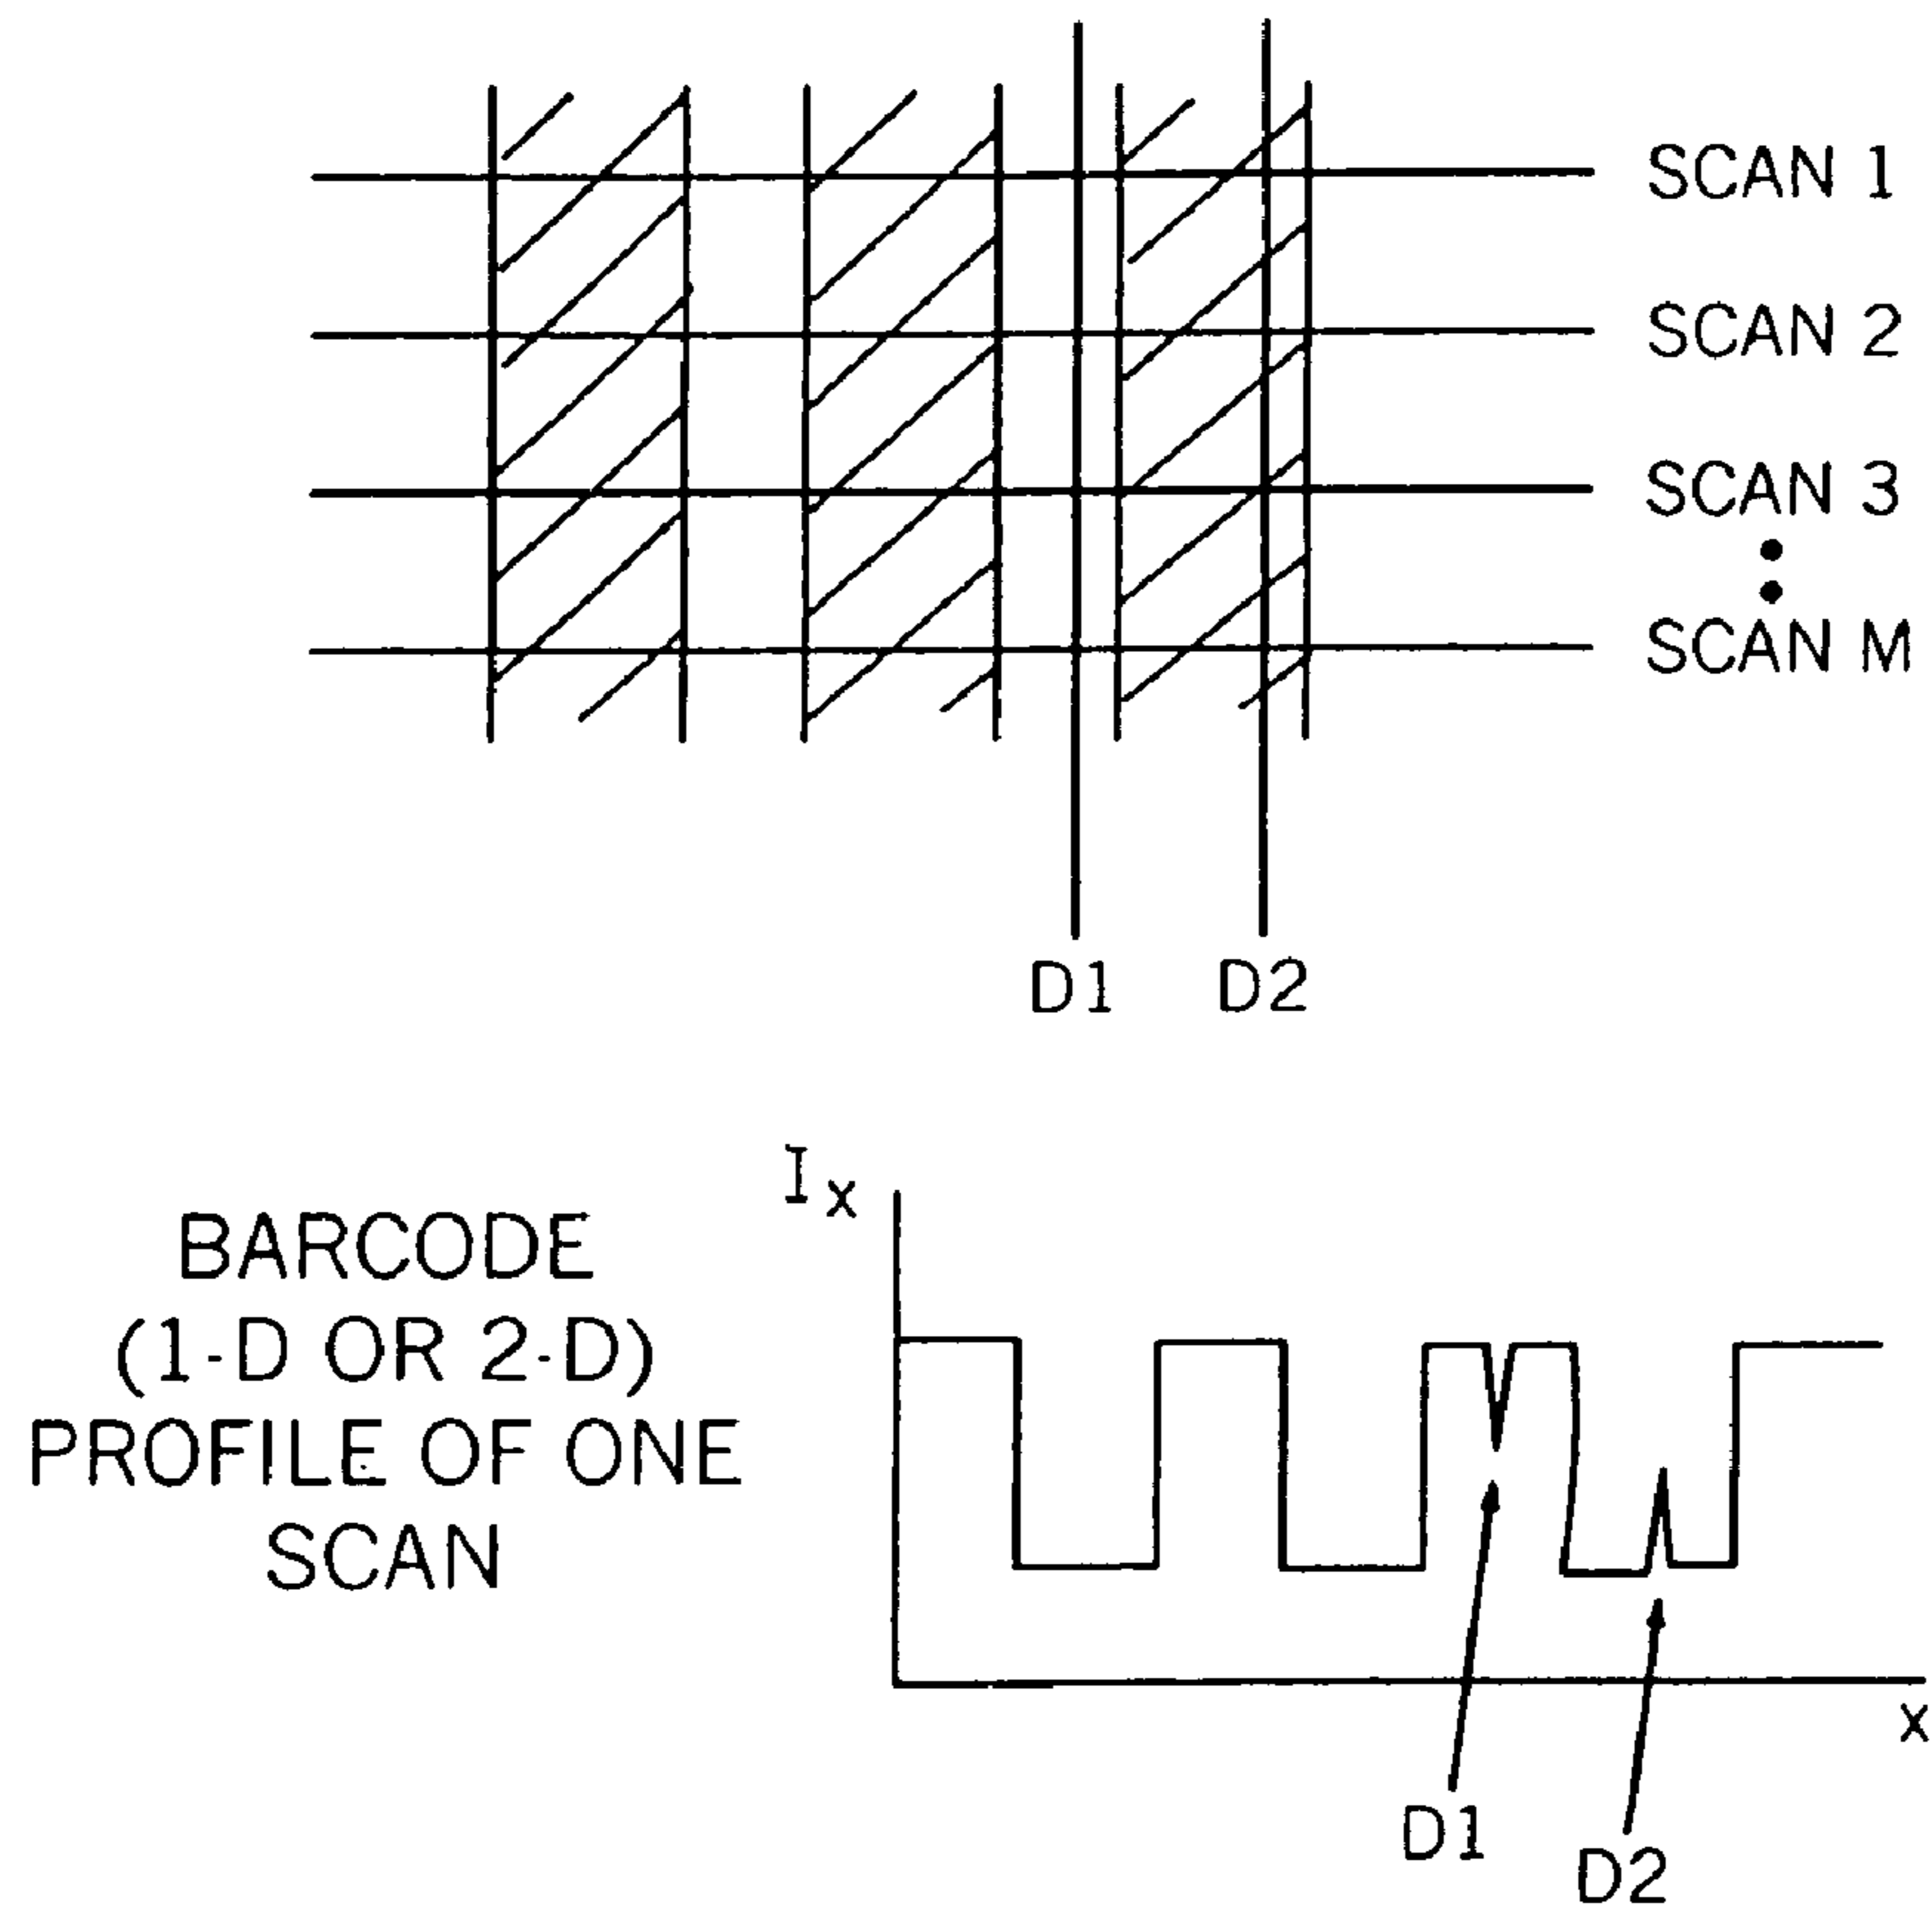 SCAN 1
SCAN 2
SCAN 3
SCAN M
D1 D2
Ix
BARCODE
(1-D OR 2-D)
PROFILE OF ONE
SCAN
x
D1
D2